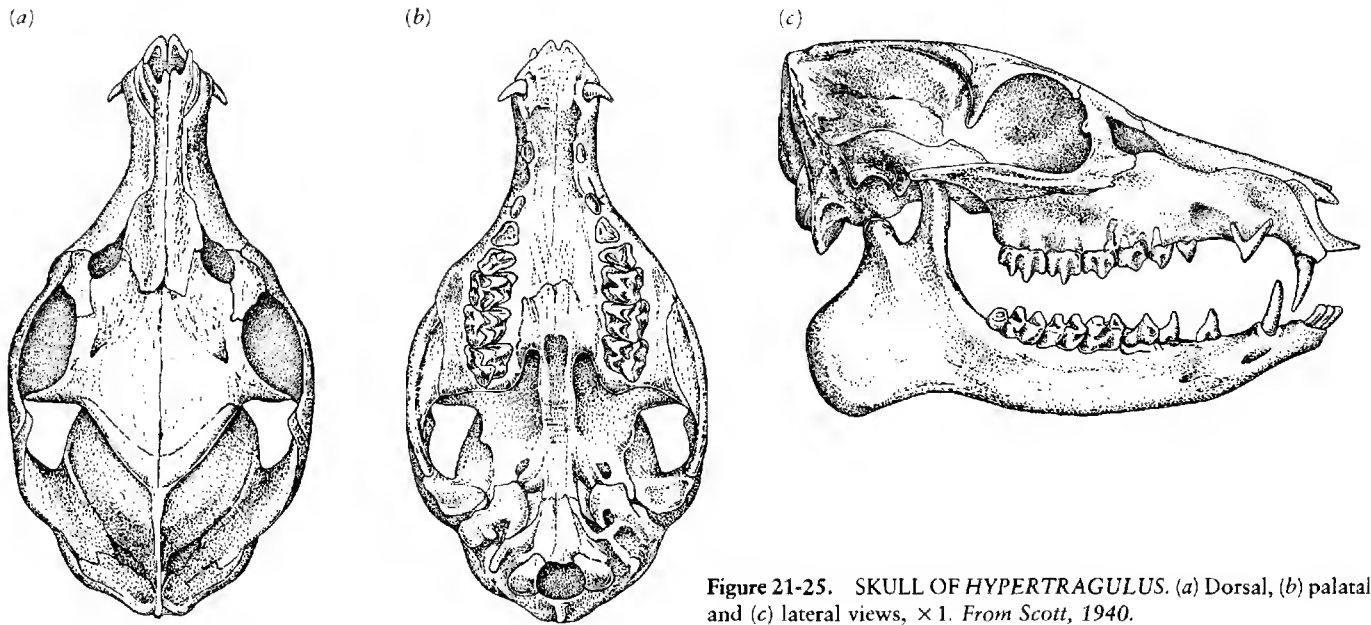 (a)
(b)
(c)
Figure 21-25. SKULL OF HYPERTRAGULUS. (a) Dorsal, (b) palatal
and (c) lateral views, ×1. From Scott, 1940.